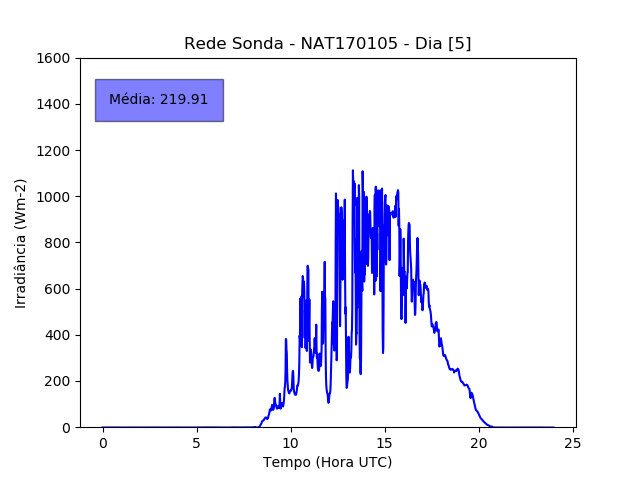 Rede Sonda - NAT170105 - Dia [5]
1600
1400
1200
1000
800
600
400
200
0
Média: 219.91
Irradiância (Wm-2)
0 5 10 15 20 25
Tempo (Hora UTC)